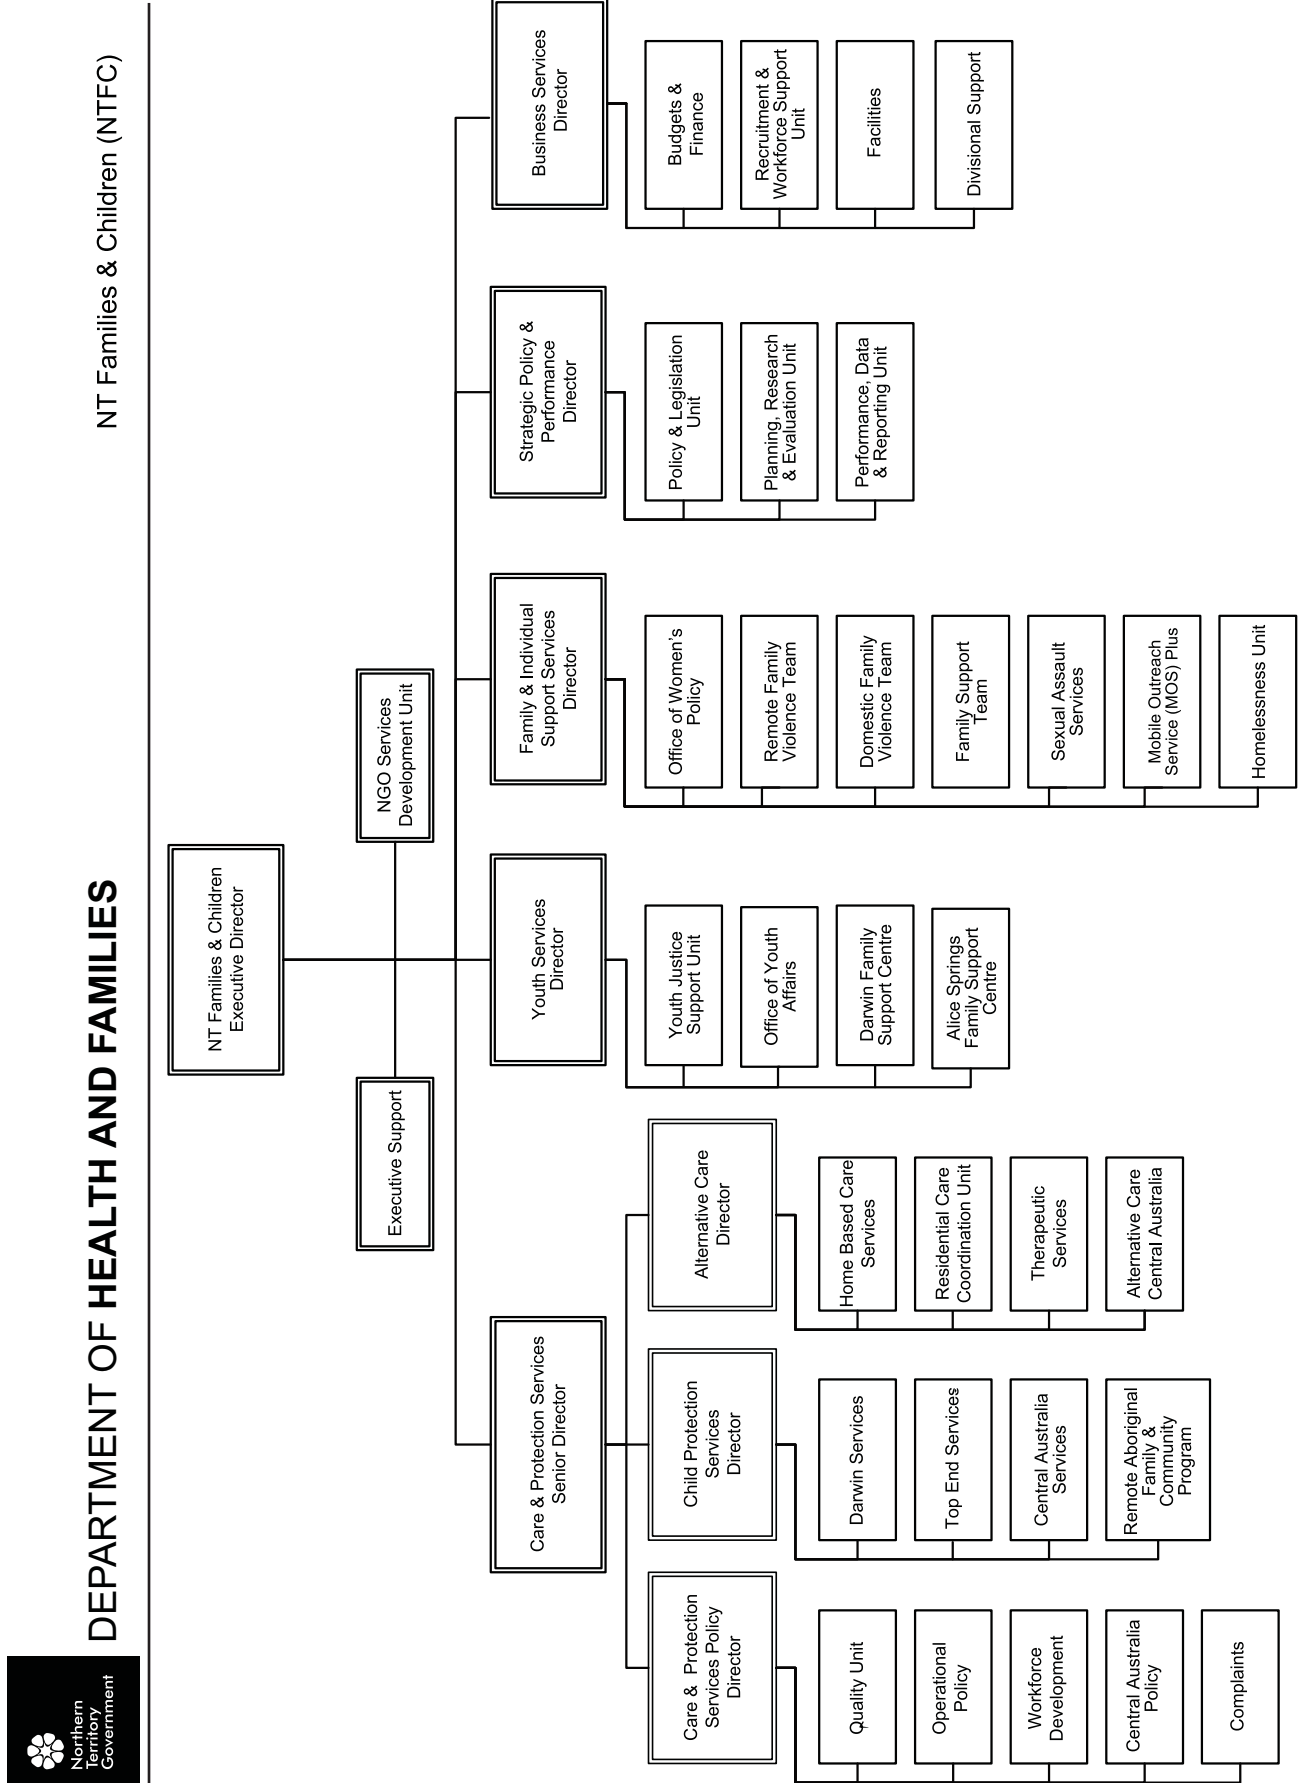 Northern
Territory
Government
DEPARTMENT OF HEALTH AND FAMILIES
NT Families & Children (NTFC)
NT Families & Children
Executive Director
Executive Support
NGO Services
Development Unit
Care & Protection Services
Senior Director
Youth Services
Director
Family & Individual
Support Services
Director
Strategic Policy &
Performance
Director
Business Services
Director
Care & Protection
Services Policy
Director
Quality Unit
Operational
Policy
Workforce
Development
Central Australia
Policy
Complaints
Child Protection
Services
Director
Darwin Services
Top End Services
Central Australia
Services
Remote Aboriginal
Family &
Community
Program
Alternative Care
Director
Home Based Care
Services
Residential Care
Coordination Unit
Therapeutic
Services
Alternative Care
Central Australia
Youth Justice
Support Unit
Office of Youth
Affairs
Darwin Family
Support Centre
Alice Springs
Family Support
Centre
Office of Women's
Policy
Remote Family
Violence Team
Domestic Family
Violence Team
Family Support
Team
Sexual Assault
Services
Mobile Outreach
Service (MOS) Plus
Homelessness Unit
Policy & Legislation
Unit
Planning, Research
& Evaluation Unit
Performance, Data
& Reporting Unit
Budgets &
Finance
Recruitment &
Workforce Support
Unit
Facilities
Divisional Support